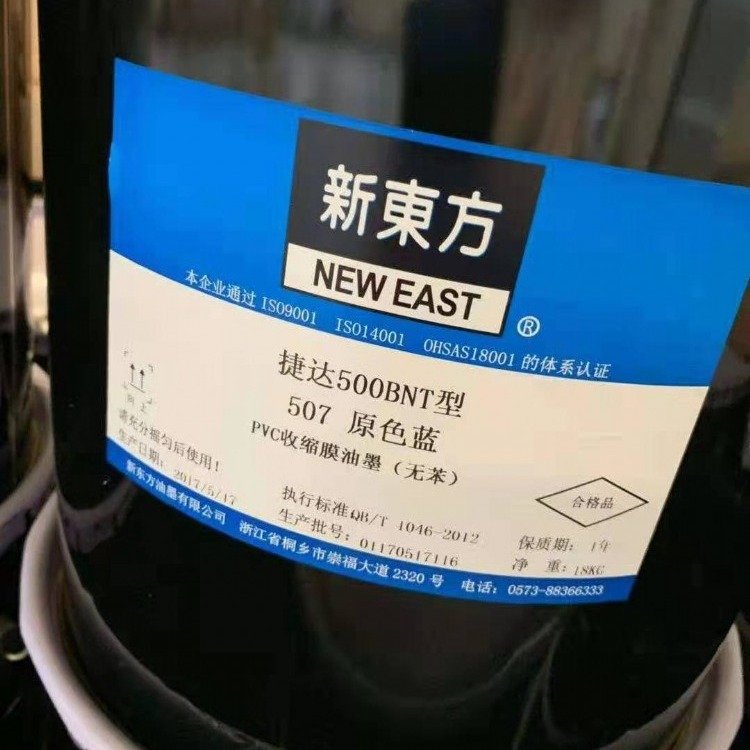 新東方
NEW EAST
®
本企业通过 ISO9001 ISO14001 OHSAS18001 的体系认证
捷达500BNT型
507 原色蓝
PVC收缩膜油墨（无苯）
向上
请充分摇匀后使用！
生产日期: 2017/5/17
执行标准QB/T 1046-2012
生产批号: 01170517116
合格品
保质期: 1年
净 重: 18KG
新东方油墨有限公司 浙江省桐乡市崇福大道 2320 号 电话: 0573-88366333